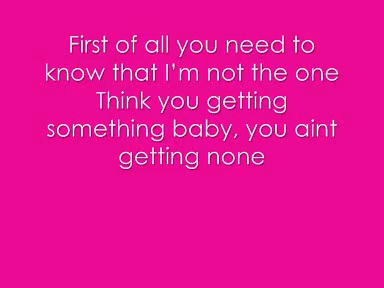 First of all you need to
know that I'm not the one
Think you getting
something baby, you aint
getting none